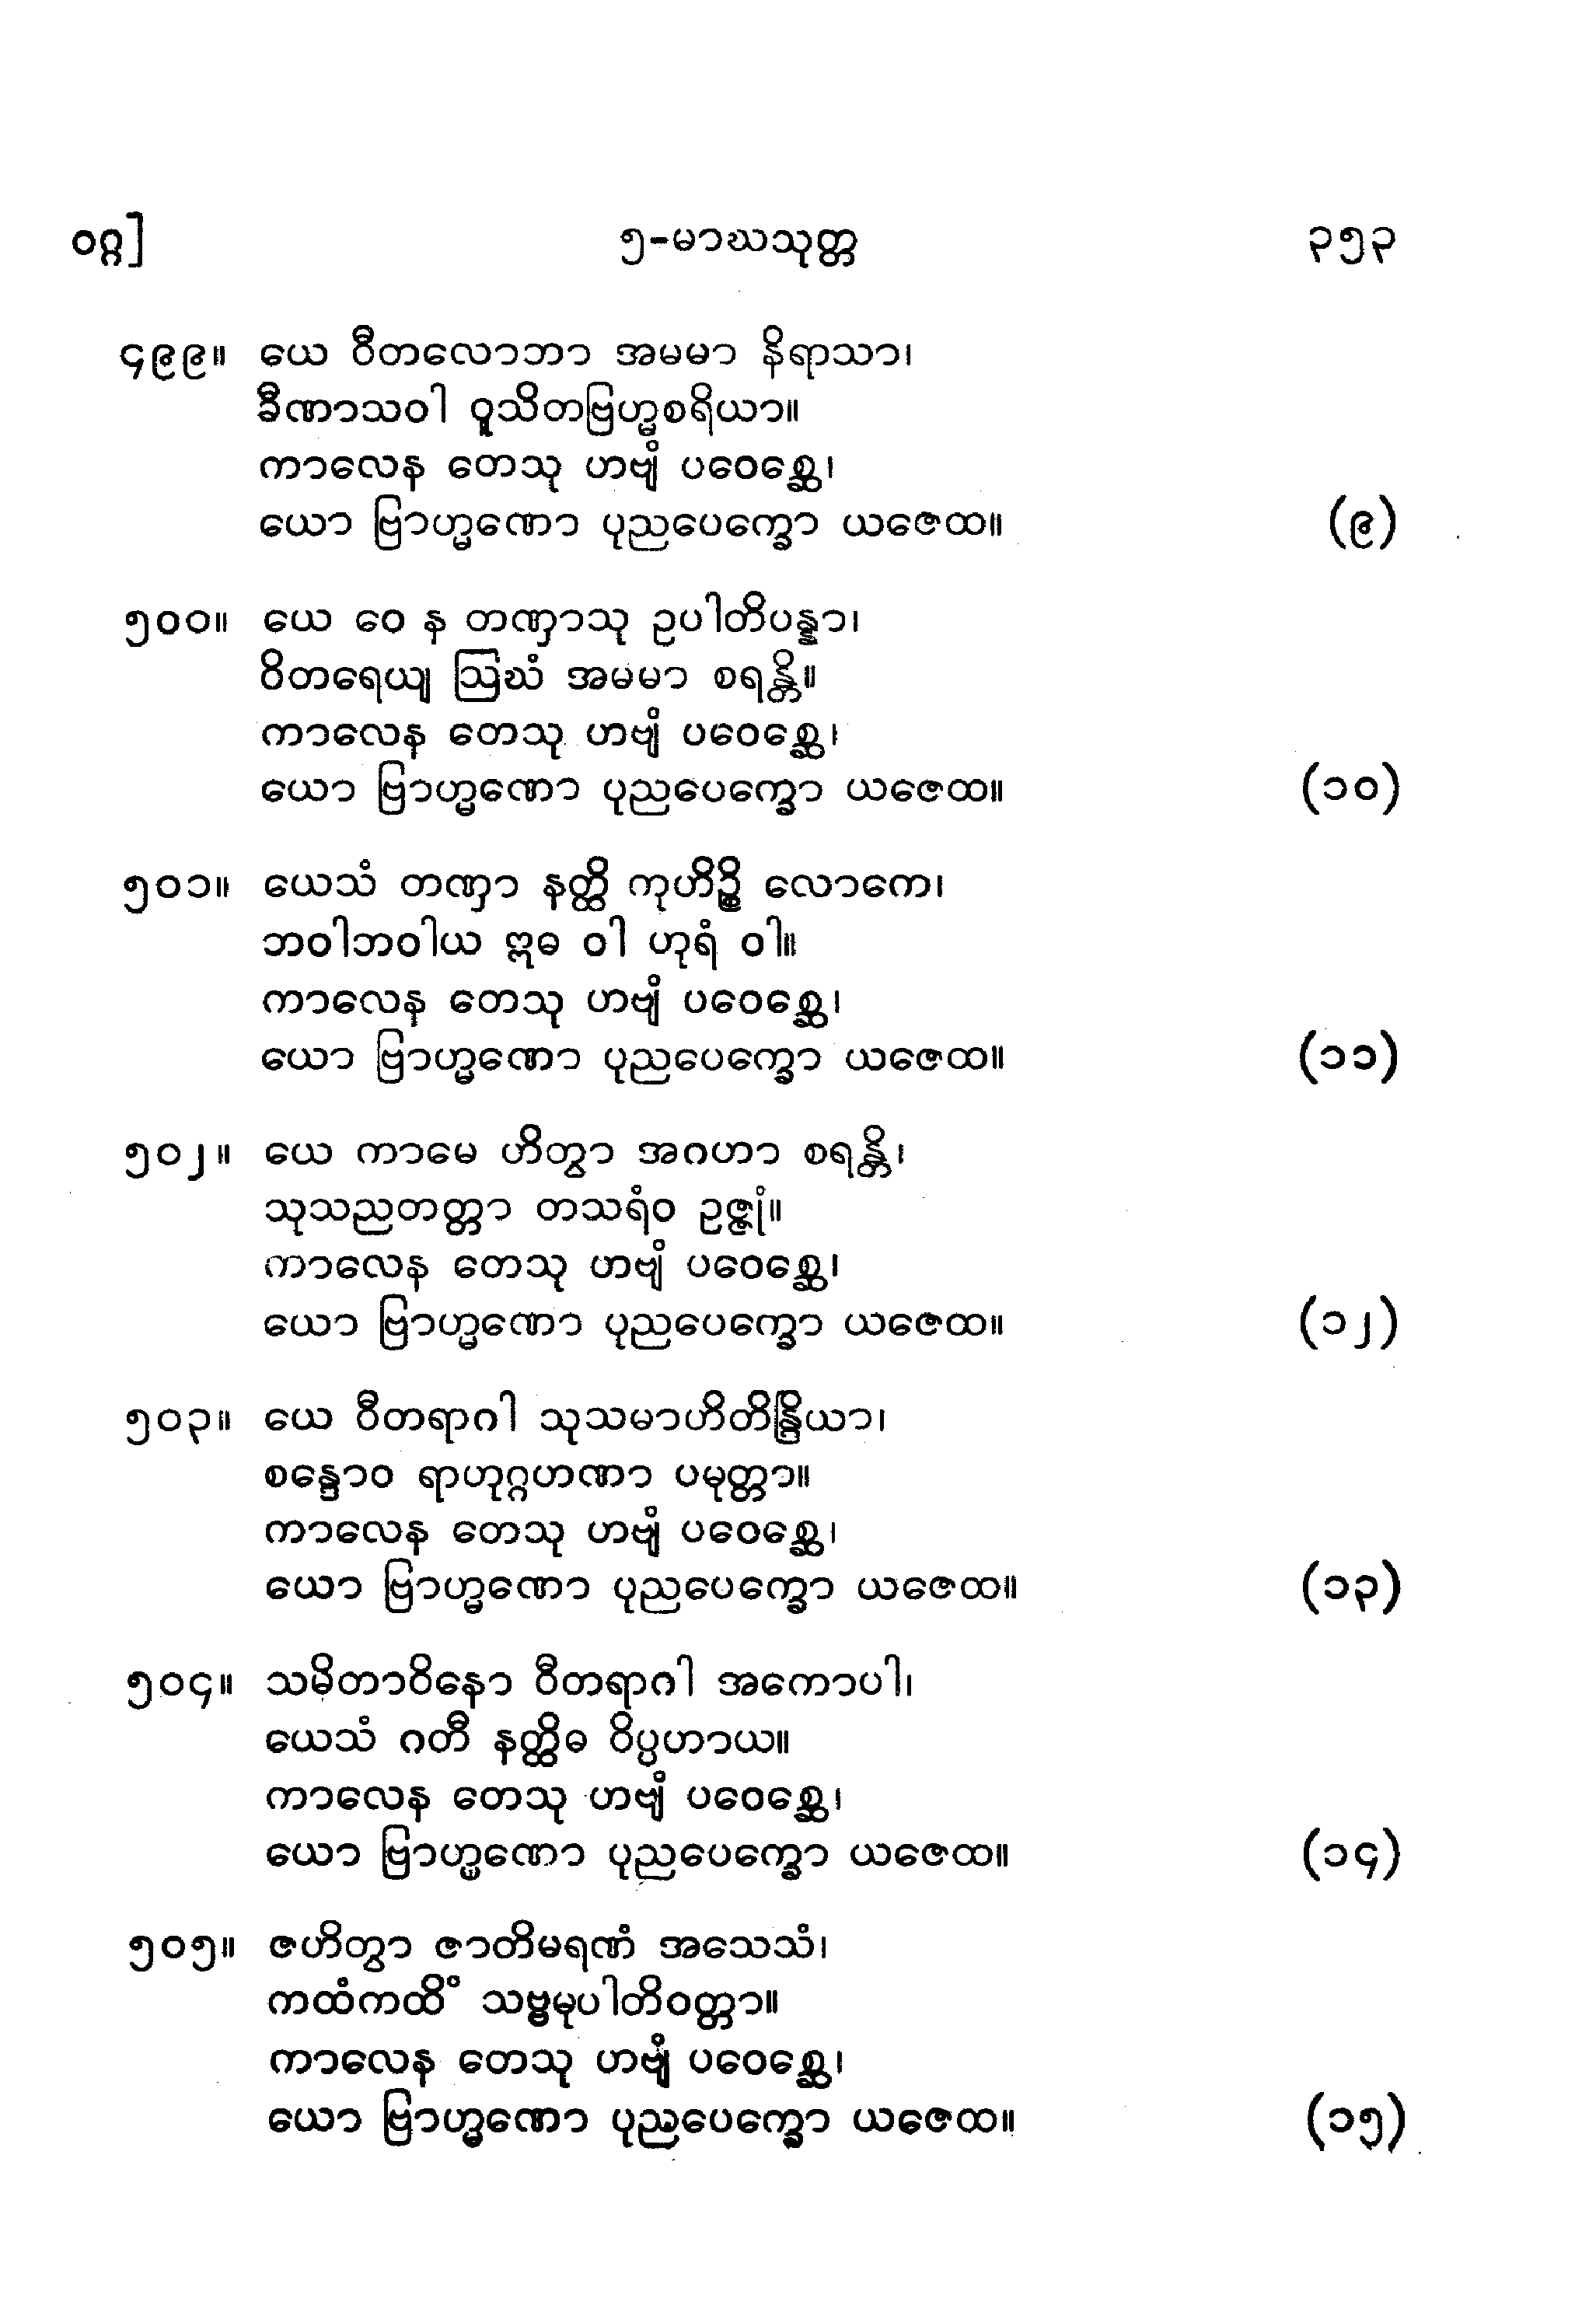 ဝဂ္ဂ] ၅-မာဃသုတ္တ ၃၅၃
၄၉၉။ ယေ ဝီတလောဘာ အမမာ နိရာသာ၊
ခီဏာသဝါ ဝူသိတဗြဟ္မစရိယာ။
ကာလေန တေသု ဟဗျံ ပဝေစ္ဆေ၊
ယော ဗြာဟ္မဏော ပုညပေက္ခော ယဇေထ။ (၉)
၅၀၀။ ယေ ဝေ န တဏှာသု ဥပါတိပန္နာ၊
ဝိတရေယျ ဩဃံ အမမာ စရန္တိ။
ကာလေန တေသု ဟဗျံ ပဝေစ္ဆေ၊
ယော ဗြာဟ္မဏော ပုညပေက္ခော ယဇေထ။ (၁၀)
၅၀၁။ ယေသံ တဏှာ နတ္ထိ ကုဟိဉ္စိ လောကေ၊
ဘဝါဘဝါယ ဣဓ ဝါ ဟုရံ ဝါ။
ကာလေန တေသု ဟဗျံ ပဝေစ္ဆေ၊
ယော ဗြာဟ္မဏော ပုညပေက္ခော ယဇေထ။ (၁၁)
၅၀၂။ ယေ ကာမေ ဟိတွာ အဂဟာ စရန္တိ၊
သုသညတတ္တာ တသရံဝ ဥဇ္ဇုံ။
ကာလေန တေသု ဟဗျံ ပဝေစ္ဆေ၊
ယော ဗြာဟ္မဏော ပုညပေက္ခော ယဇေထ။ (၁၂)
၅၀၃။ ယေ ဝီတရာဂါ သုသမာဟိတိန္ဒြိယာ၊
စန္ဒောဝ ရာဟုဂ္ဂဟဏာ ပမုတ္တာ။
ကာလေန တေသု ဟဗျံ ပဝေစ္ဆေ၊
ယော ဗြာဟ္မဏော ပုညပေက္ခော ယဇေထ။ (၁၃)
၅၀၄။ သမိတာဝိနော ဝီတရာဂါ အကောပါ၊
ယေသံ ဂတီ နတ္ထိဓ ဝိပ္ပဟာယ။
ကာလေန တေသု ဟဗျံ ပဝေစ္ဆေ၊
ယော ဗြာဟ္မဏော ပုညပေက္ခော ယဇေထ။ (၁၄)
၅၀၅။ ဇဟိတွာ ဇာတိမရဏံ အသေသံ၊
ကထံကထိံ သဗ္ဗမုပါတိဝတ္တာ။
ကာလေန တေသု ဟဗျံ ပဝေစ္ဆေ၊
ယော ဗြာဟ္မဏော ပုညပေက္ခော ယဇေထ။ (၁၅)